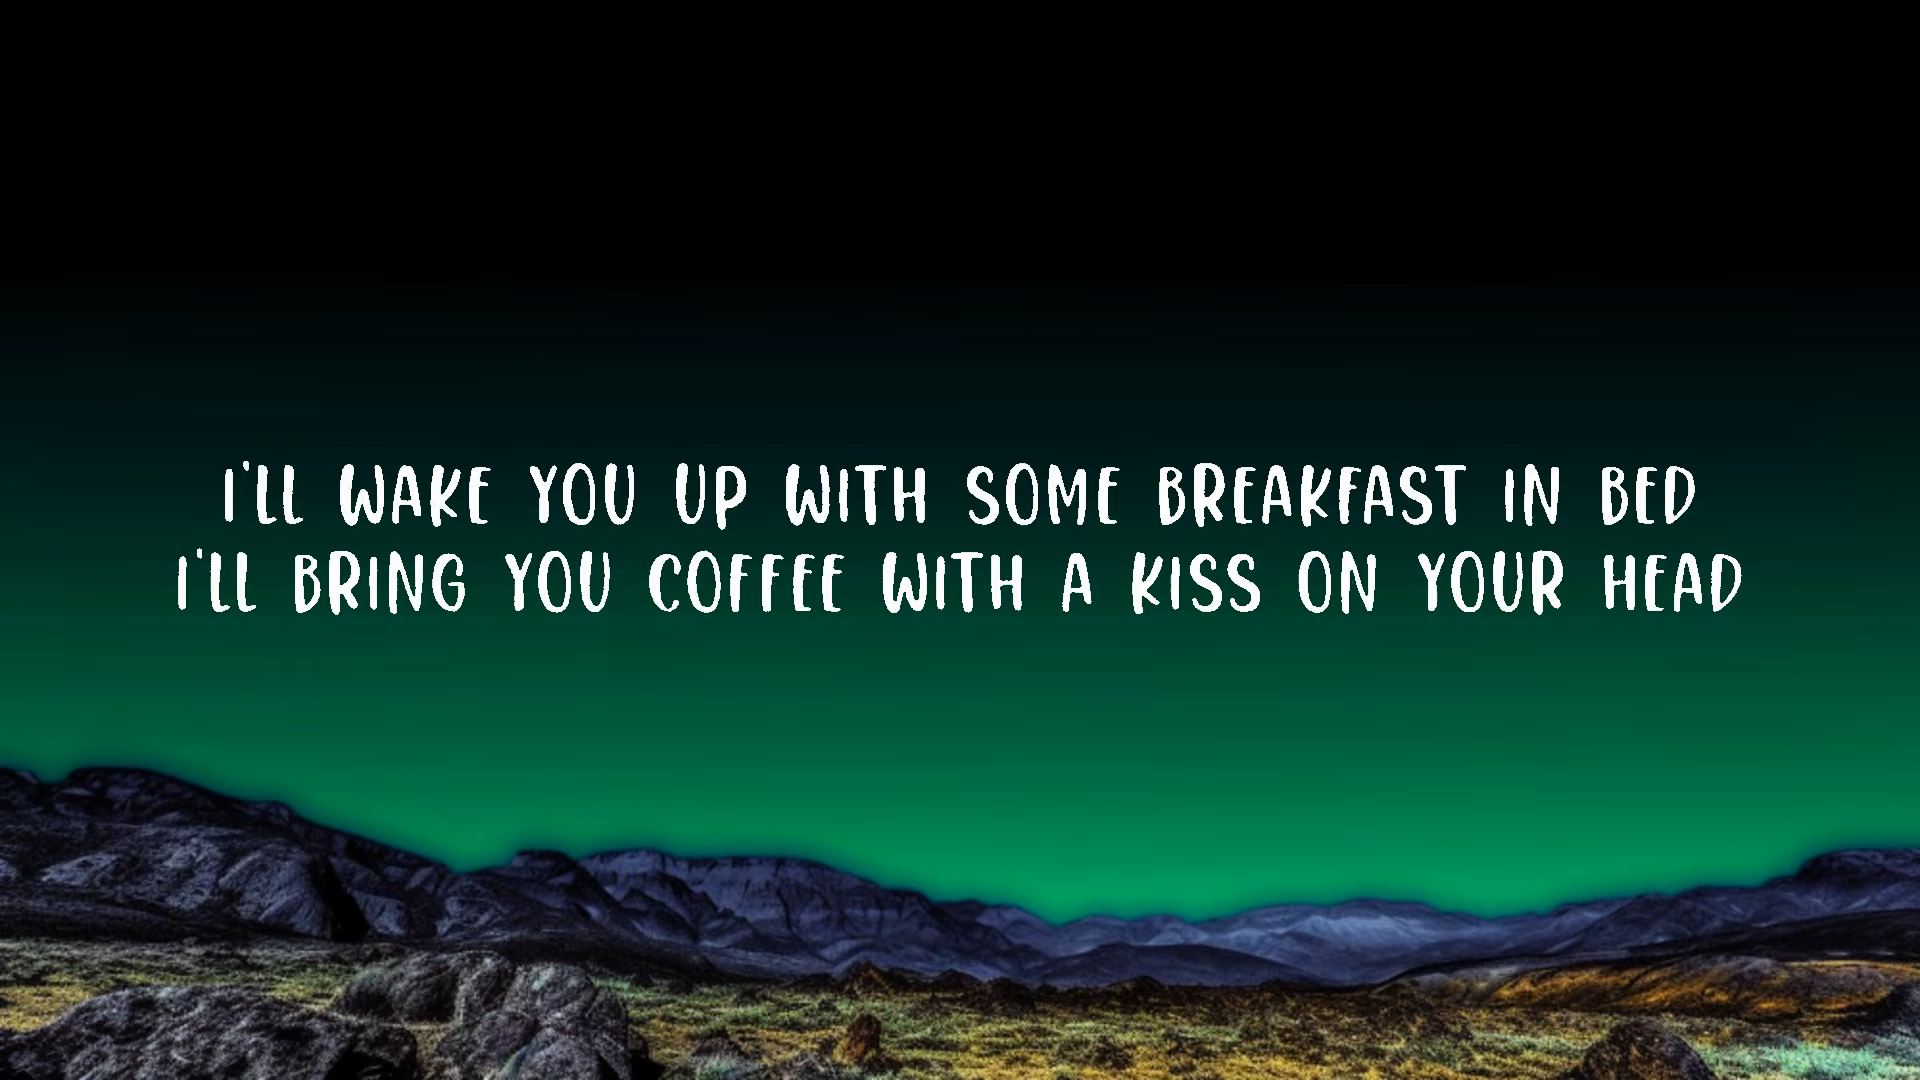 I'LL WAKE YOU UP WITH SOME BREAKFAST IN BED
I'LL BRING YOU COFFEE WITH A KISS ON YOUR HEAD